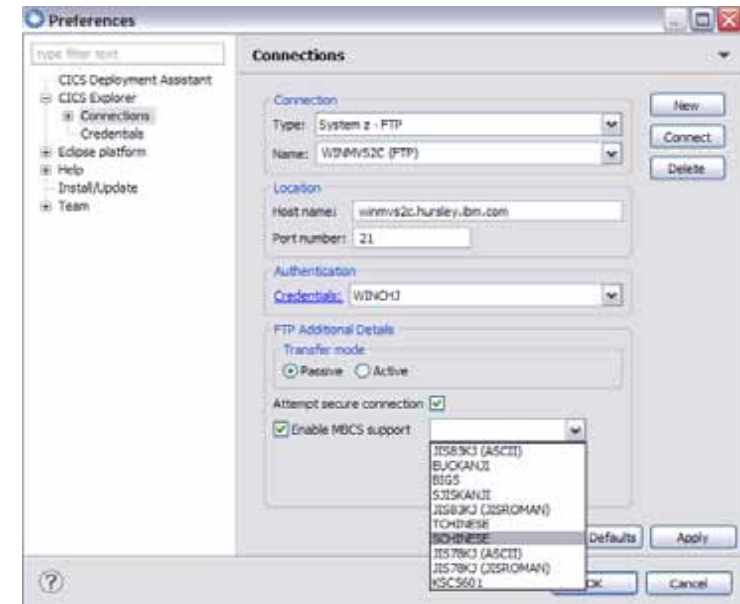 Preferences
type filter text
CICS Deployment Assistant
CICS Explorer
Connections
Credentials
Eclipse platform
Help
Install/Update
Team
Connections
Connection
Type: System z - FTP
Name: WINMVS2C (FTP)
New
Connect
Delete
Location
Host name: winmvs2c.hursley.ibm.com
Port number: 21
Authentication
Credentials: WINCHJ
FTP Additional Details
Transfer mode
Passive Active
Attempt secure connection
Enable MBCS support
JIS83KJ (ASCII)
EUCKANJI
BIG5
SJISKANJI
JIS83KJ (JISROMAN)
TCHINESE
SCHINESE
JIS78KJ (ASCII)
JIS78KJ (JISROMAN)
KSC5601
Defaults Apply
OK Cancel